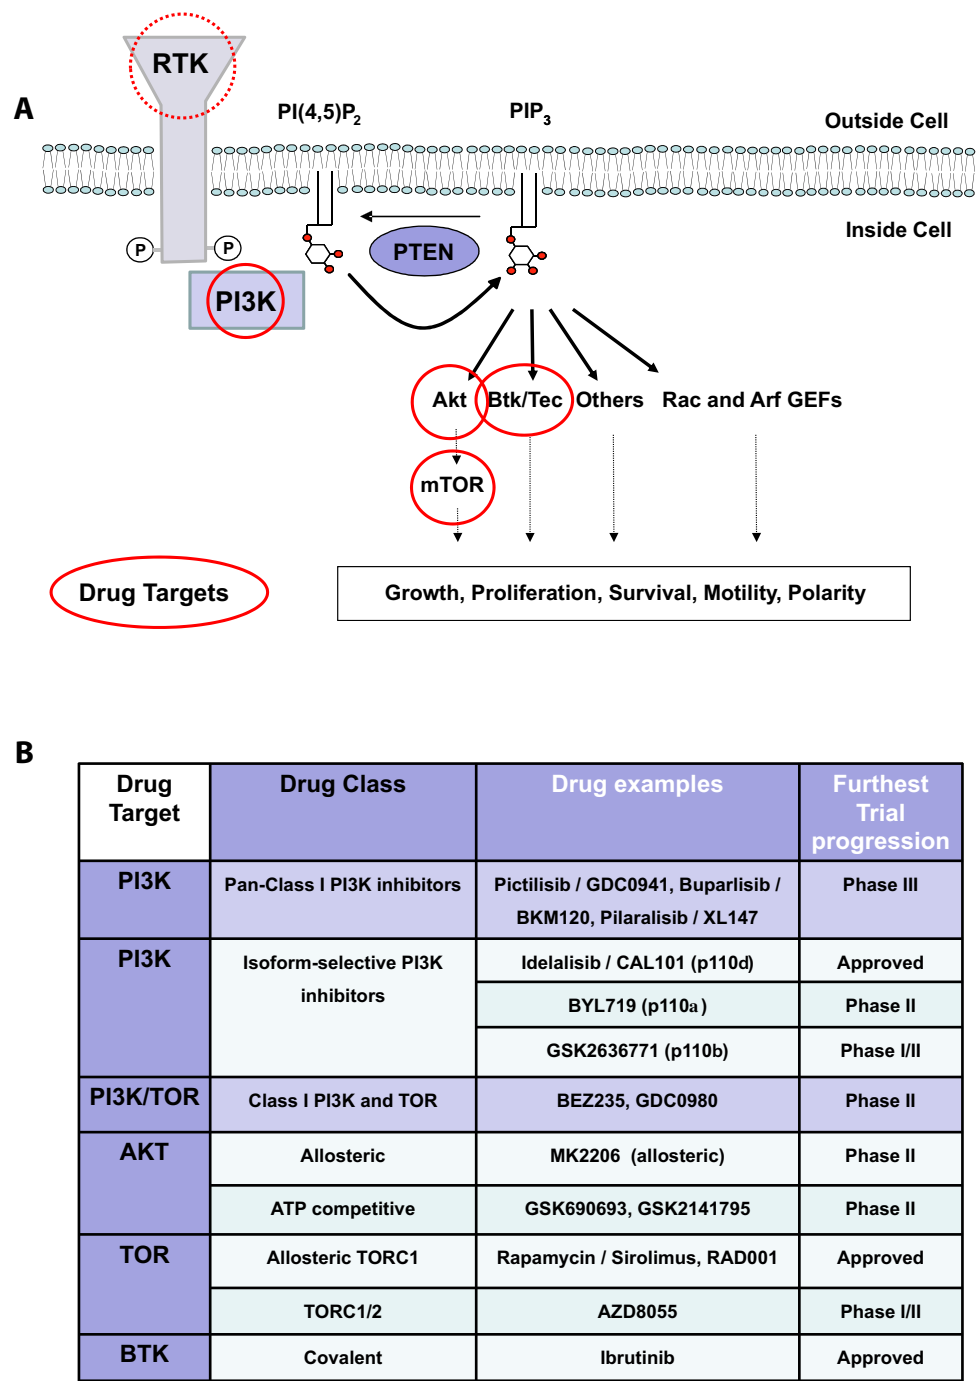 A
RTK
PI(4,5)P2
PIP3
Outside Cell
Inside Cell
P
P
PTEN
PI3K
Akt
Btk/Tec
Others
Rac and Arf GEFs
mTOR
Drug Targets
Growth, Proliferation, Survival, Motility, Polarity
B
Drug Target
Drug Class
Drug examples
Furthest Trial progression
PI3K
Pan-Class I PI3K inhibitors
Pictilisib / GDC0941, Buparlisib /
BKM120, Pilaralisib / XL147
Phase III
PI3K
Isoform-selective PI3K
inhibitors
Idelalisib / CAL101 (p110d)
Approved
BYL719 (p110a)
Phase II
GSK2636771 (p110b)
Phase I/II
PI3K/TOR
Class I PI3K and TOR
BEZ235, GDC0980
Phase II
AKT
Allosteric
MK2206 (allosteric)
Phase II
ATP competitive
GSK690693, GSK2141795
Phase II
TOR
Allosteric TORC1
Rapamycin / Sirolimus, RAD001
Approved
TORC1/2
AZD8055
Phase I/II
BTK
Covalent
Ibrutinib
Approved